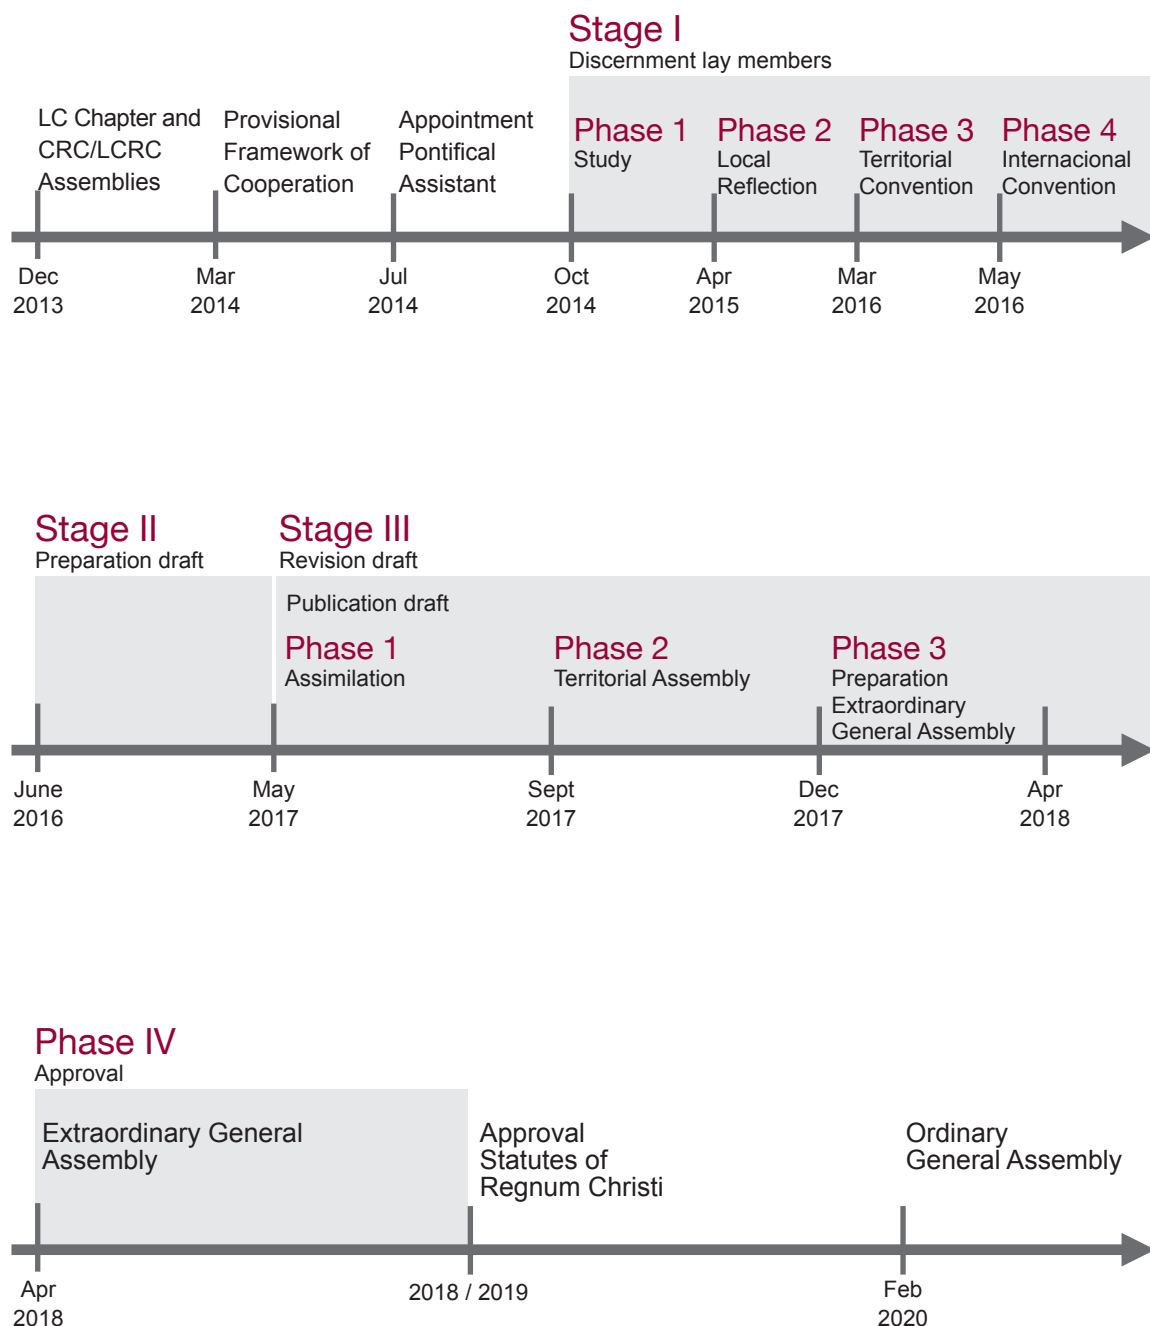 Stage I
Discernment lay members
LC Chapter and
CRC/LCRC
Assemblies
Provisional
Framework of
Cooperation
Appointment
Pontifical
Assistant
Phase 1
Study
Phase 2
Local
Reflection
Phase 3
Territorial
Convention
Phase 4
Internacional
Convention
Dec
2013
Mar
2014
Jul
2014
Oct
2014
Apr
2015
Mar
2016
May
2016
Stage II
Preparation draft
Stage III
Revision draft
Publication draft
Phase 1
Assimilation
Phase 2
Territorial Assembly
Phase 3
Preparation
Extraordinary
General Assembly
June
2016
May
2017
Sept
2017
Dec
2017
Apr
2018
Phase IV
Approval
Extraordinary General
Assembly
Approval
Statutes of
Regnum Christi
Ordinary
General Assembly
Apr
2018
2018 / 2019
Feb
2020